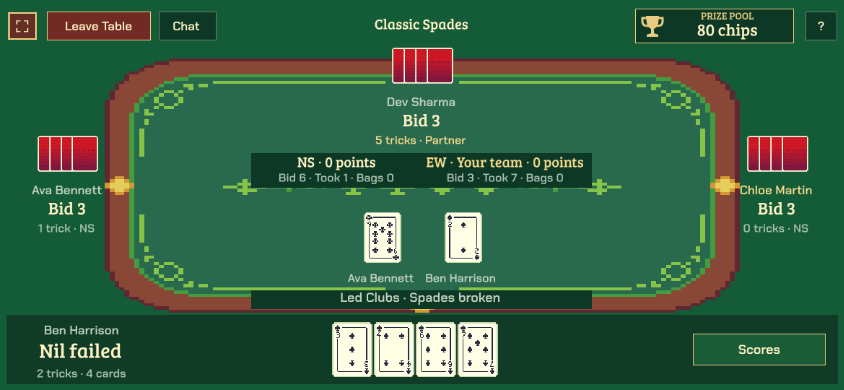 Leave Table
Chat
Classic Spades
PRIZE POOL
80 chips
?
Dev Sharma
Bid 3
5 tricks · Partner
NS · 0 points
Bid 6 · Took 1 · Bags 0
EW · Your team · 0 points
Bid 3 · Took 7 · Bags 0
Ava Bennett
Bid 3
1 trick · NS
Chloe Martin
Bid 3
0 tricks · NS
Ava Bennett
Ben Harrison
Led Clubs · Spades broken
Ben Harrison
Nil failed
2 tricks · 4 cards
Scores